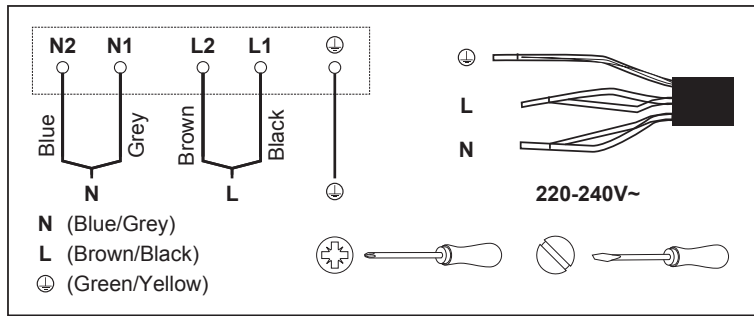 N2 N1 L2 L1 ⏚
Blue Grey Brown Black
N L ⏚
N (Blue/Grey)
L (Brown/Black)
⏚ (Green/Yellow)
⏚
L
N
220-240V~